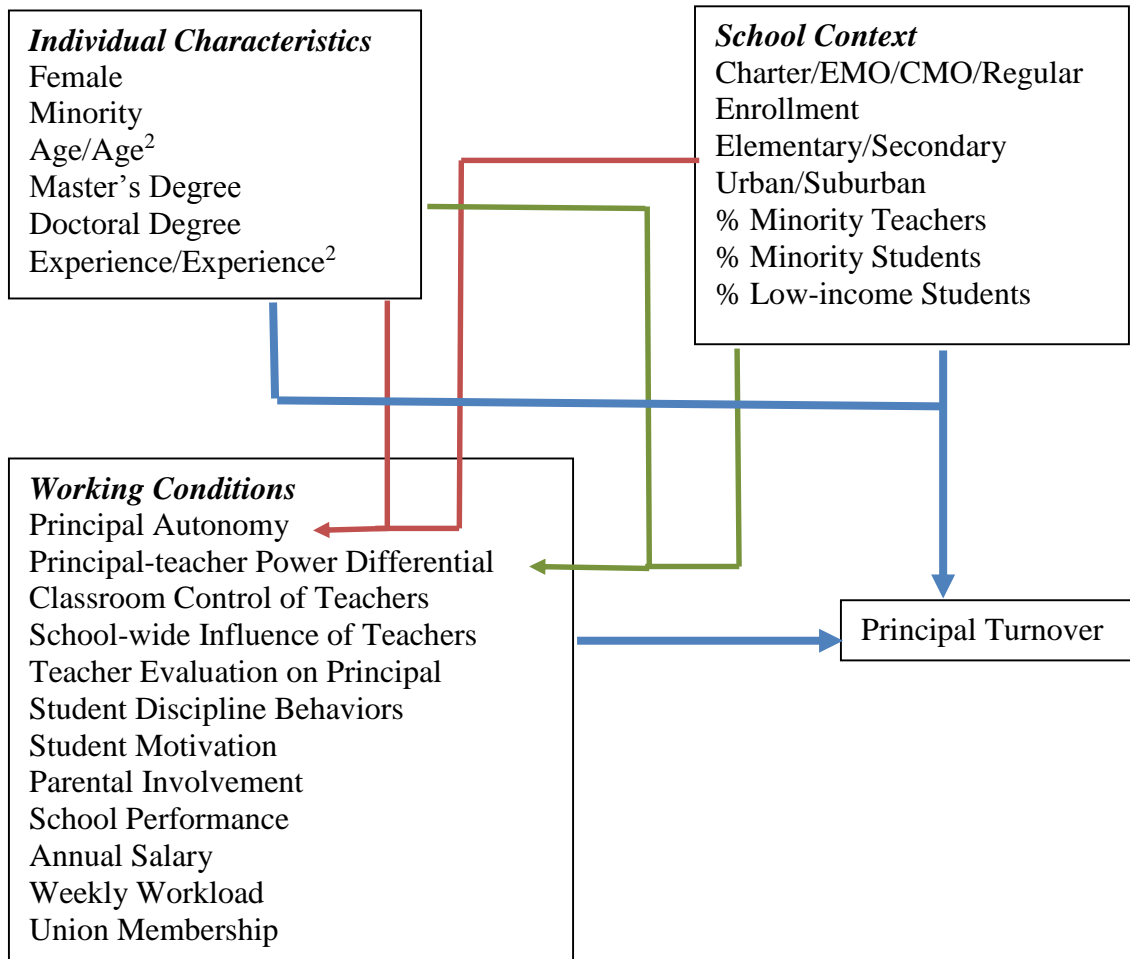 Individual Characteristics
Female
Minority
Age/Age²
Master’s Degree
Doctoral Degree
Experience/Experience²
School Context
Charter/EMO/CMO/Regular
Enrollment
Elementary/Secondary
Urban/Suburban
% Minority Teachers
% Minority Students
% Low-income Students
Working Conditions
Principal Autonomy
Principal-teacher Power Differential
Classroom Control of Teachers
School-wide Influence of Teachers
Teacher Evaluation on Principal
Student Discipline Behaviors
Student Motivation
Parental Involvement
School Performance
Annual Salary
Weekly Workload
Union Membership
Principal Turnover